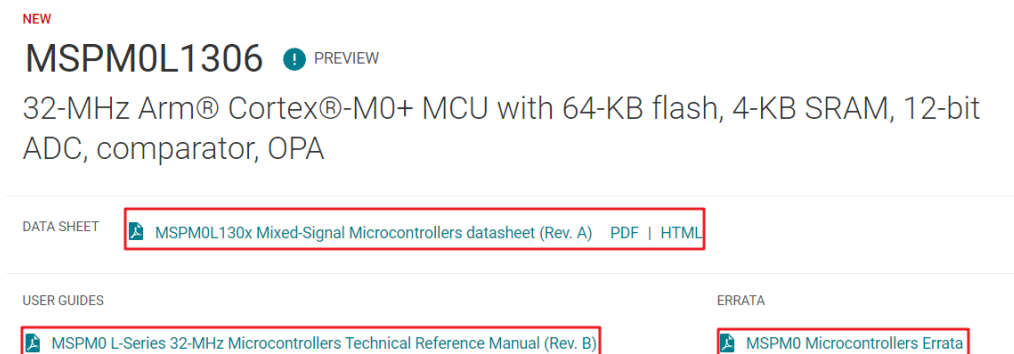 NEW
MSPM0L1306 ! PREVIEW
32-MHz Arm® Cortex®-M0+ MCU with 64-KB flash, 4-KB SRAM, 12-bit
ADC, comparator, OPA
DATA SHEET MSPM0L130x Mixed-Signal Microcontrollers datasheet (Rev. A) PDF | HTML
USER GUIDES ERRATA
MSPM0 L-Series 32-MHz Microcontrollers Technical Reference Manual (Rev. B) MSPM0 Microcontrollers Errata